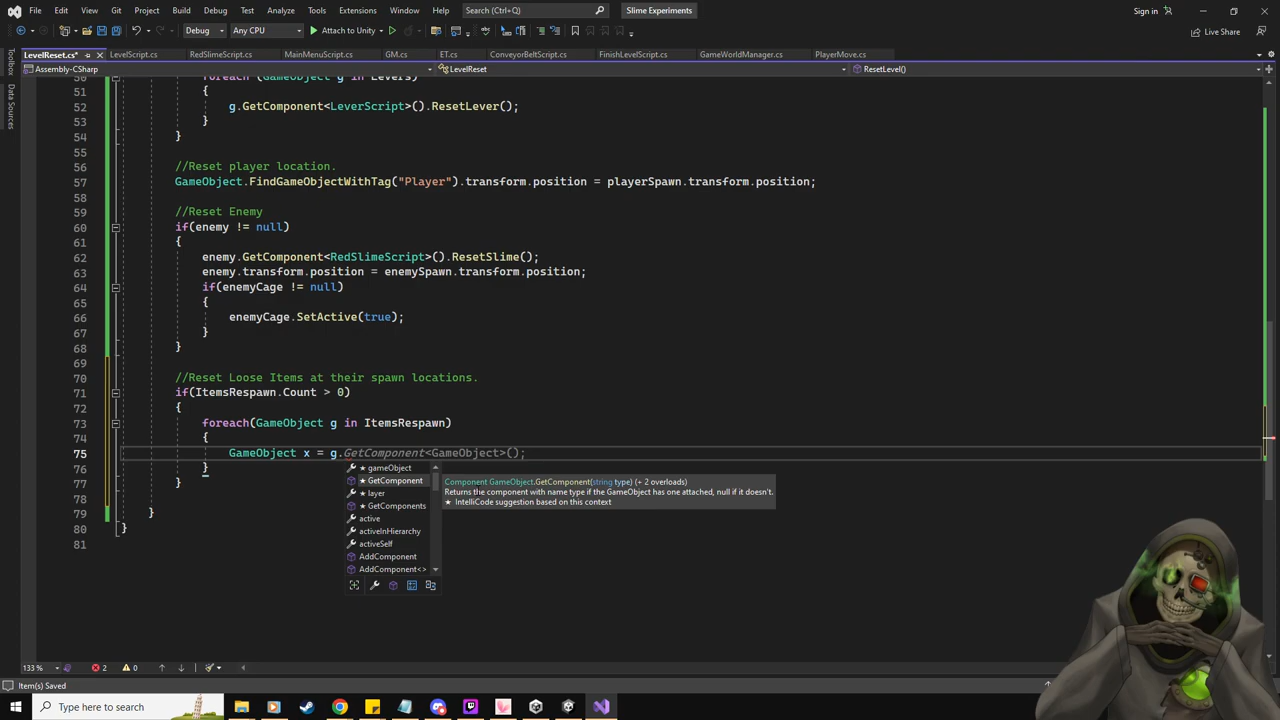 File Edit View Git Project Build Debug Test Analyze Tools Extensions Window Help Search (Ctrl+Q) Slime Experiments Sign in
Debug Any CPU Attach to Unity Live Share
LevelReset.cs* LevelScript.cs RedSlimeScript.cs MainMenuScript.cs GM.cs ET.cs ConveyorBeltScript.cs FinishLevelScript.cs GameWorldManager.cs PlayerMove.cs
Assembly-CSharp LevelReset ResetLevel()
Toolbox
Data Sources
50 foreach (GameObject g in Levers)
51 {
52 g.GetComponent<LeverScript>().ResetLever();
53 }
54 }
55
56 //Reset player location.
57 GameObject.FindGameObjectWithTag("Player").transform.position = playerSpawn.transform.position;
58
59 //Reset Enemy
60 if(enemy != null)
61 {
62 enemy.GetComponent<RedSlimeScript>().ResetSlime();
63 enemy.transform.position = enemySpawn.transform.position;
64 if(enemyCage != null)
65 {
66 enemyCage.SetActive(true);
67 }
68 }
69
70 //Reset Loose Items at their spawn locations.
71 if(ItemsRespawn.Count > 0)
72 {
73 foreach(GameObject g in ItemsRespawn)
74 {
75 GameObject x = g.GetComponent<GameObject>();
76 }
77 }
78
79 }
80 }
81
★ gameObject
★ GetComponent
★ layer
★ GetComponents
active
activeInHierarchy
activeSelf
AddComponent
AddComponent<>
Component GameObject.GetComponent(string type) (+ 2 overloads)
Returns the component with name type if the GameObject has one attached, null if it doesn't.
★ IntelliCode suggestion based on this context
133 % 2 0
Item(s) Saved
Type here to search